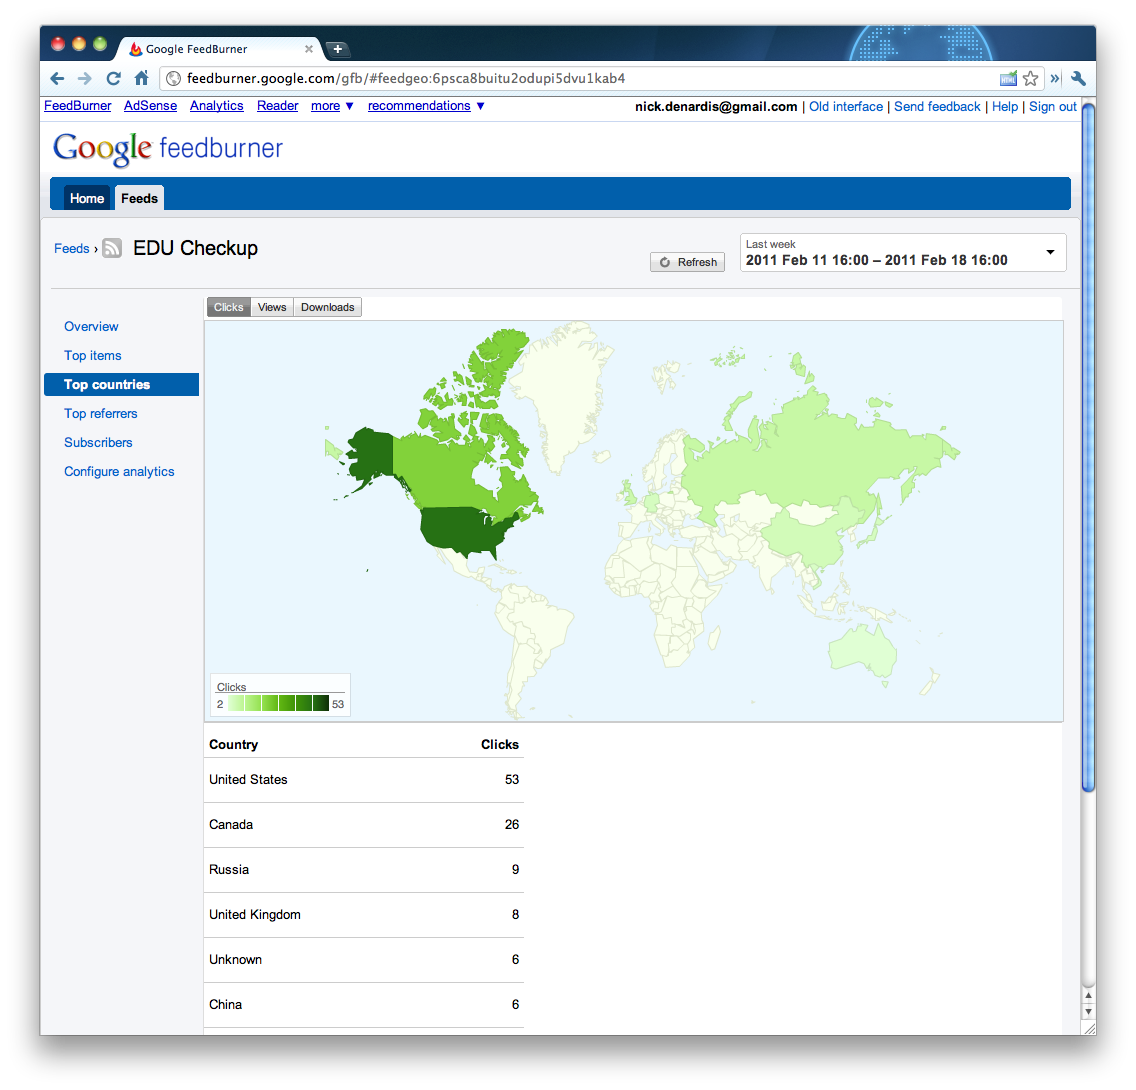 Google FeedBurner
feedburner.google.com/gfb/#feedgeo:6psca8buitu2odupi5dvu1kab4
FeedBurner AdSense Analytics Reader more ▼ recommendations ▼ nick.denardis@gmail.com | Old interface | Send feedback | Help | Sign out
Google feedburner
Home Feeds
Feeds › EDU Checkup
Refresh
Last week
2011 Feb 11 16:00 – 2011 Feb 18 16:00
Overview
Top items
Top countries
Top referrers
Subscribers
Configure analytics
Clicks Views Downloads
Clicks
2 53
Country Clicks
United States 53
Canada 26
Russia 9
United Kingdom 8
Unknown 6
China 6